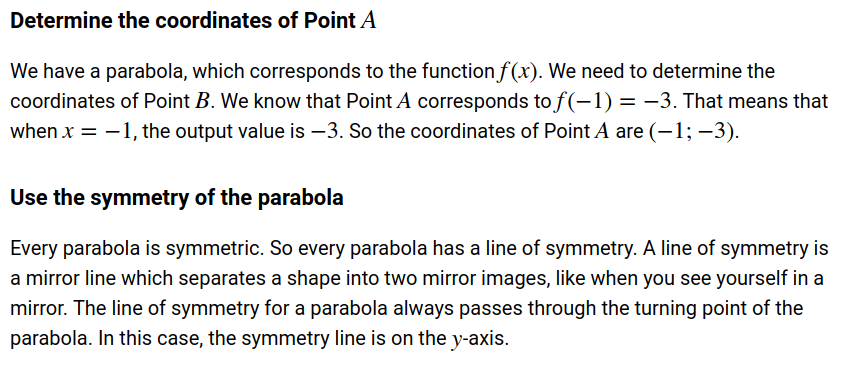 Determine the coordinates of Point A
We have a parabola, which corresponds to the function f(x). We need to determine the
coordinates of Point B. We know that Point A corresponds to f(−1) = −3. That means that
when x = −1, the output value is −3. So the coordinates of Point A are (−1; −3).
Use the symmetry of the parabola
Every parabola is symmetric. So every parabola has a line of symmetry. A line of symmetry is
a mirror line which separates a shape into two mirror images, like when you see yourself in a
mirror. The line of symmetry for a parabola always passes through the turning point of the
parabola. In this case, the symmetry line is on the y-axis.